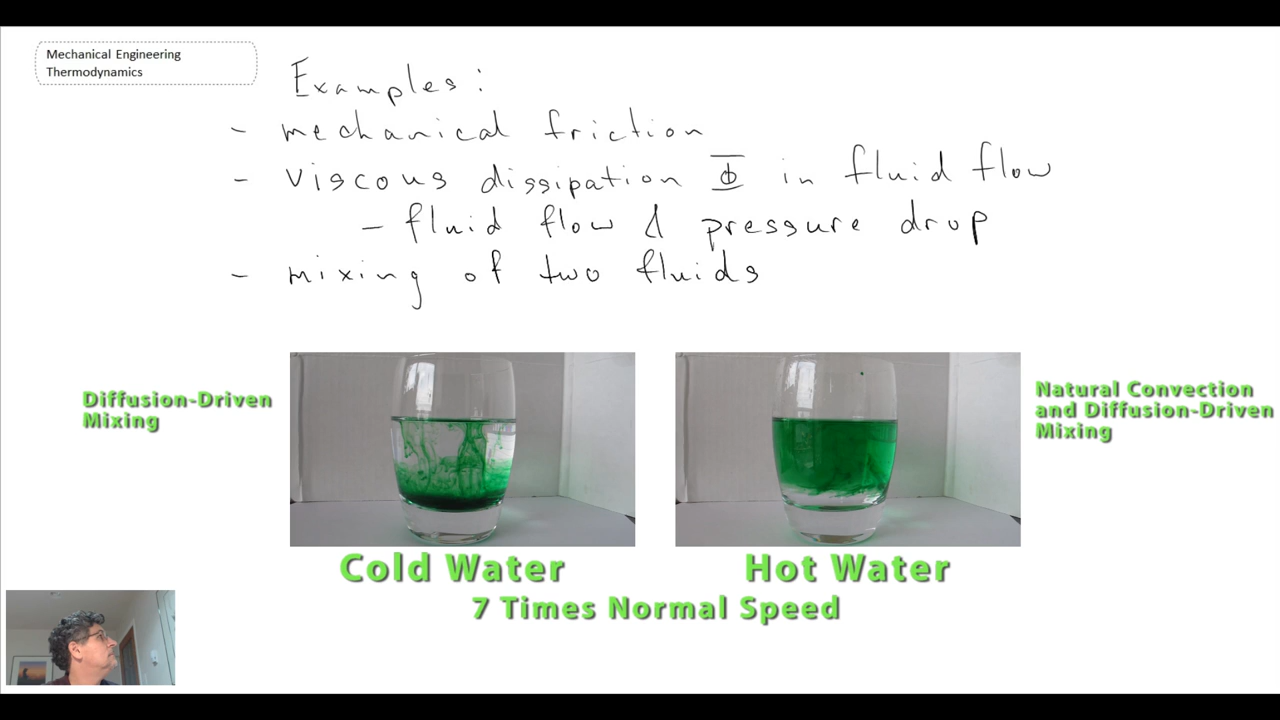 Mechanical Engineering
Thermodynamics
Examples:
- mechanical friction
- viscous dissipation Φ in fluid flow
- fluid flow & pressure drop
- mixing of two fluids
Diffusion-Driven
Mixing
Natural Convection
and Diffusion-Driven
Mixing
Cold Water
Hot Water
7 Times Normal Speed